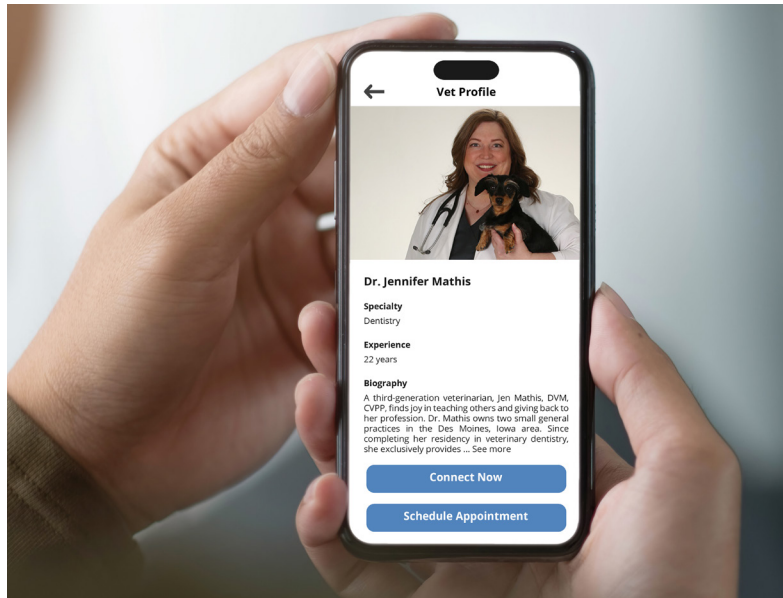 Vet Profile
Dr. Jennifer Mathis
Specialty
Dentistry
Experience
22 years
Biography
A third-generation veterinarian, Jen Mathis, DVM,
CVPP, finds joy in teaching others and giving back to
her profession. Dr. Mathis owns two small general
practices in the Des Moines, Iowa area. Since
completing her residency in veterinary dentistry,
she exclusively provides ... See more
Connect Now
Schedule Appointment